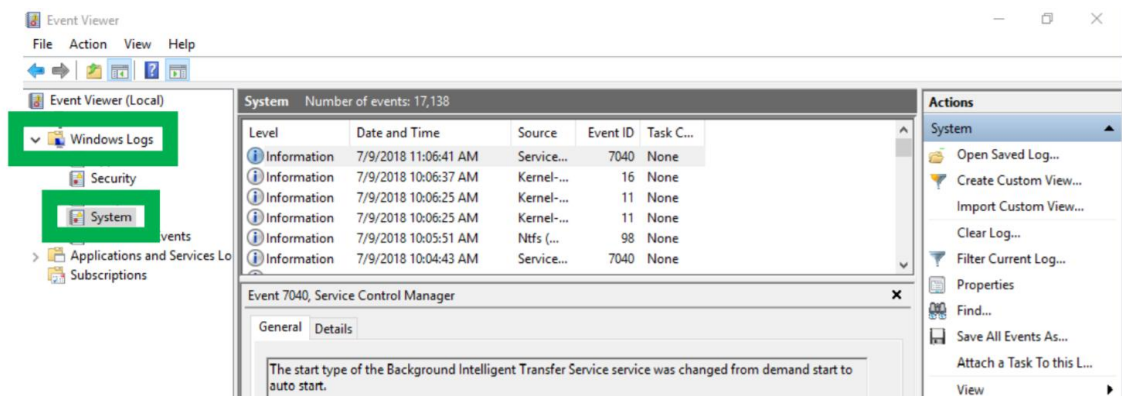 Event Viewer
File Action View Help
Event Viewer (Local)
Windows Logs
Security
System
vents
Applications and Services Lo
Subscriptions
System Number of events: 17,138
Level Date and Time Source Event ID Task C...
Information 7/9/2018 11:06:41 AM Service... 7040 None
Information 7/9/2018 10:06:37 AM Kernel-... 16 None
Information 7/9/2018 10:06:25 AM Kernel-... 11 None
Information 7/9/2018 10:06:25 AM Kernel-... 11 None
Information 7/9/2018 10:05:51 AM Ntfs (... 98 None
Information 7/9/2018 10:04:43 AM Service... 7040 None
Event 7040, Service Control Manager
General Details
The start type of the Background Intelligent Transfer Service service was changed from demand start to
auto start.
Actions
System
Open Saved Log...
Create Custom View...
Import Custom View...
Clear Log...
Filter Current Log...
Properties
Find...
Save All Events As...
Attach a Task To this L...
View